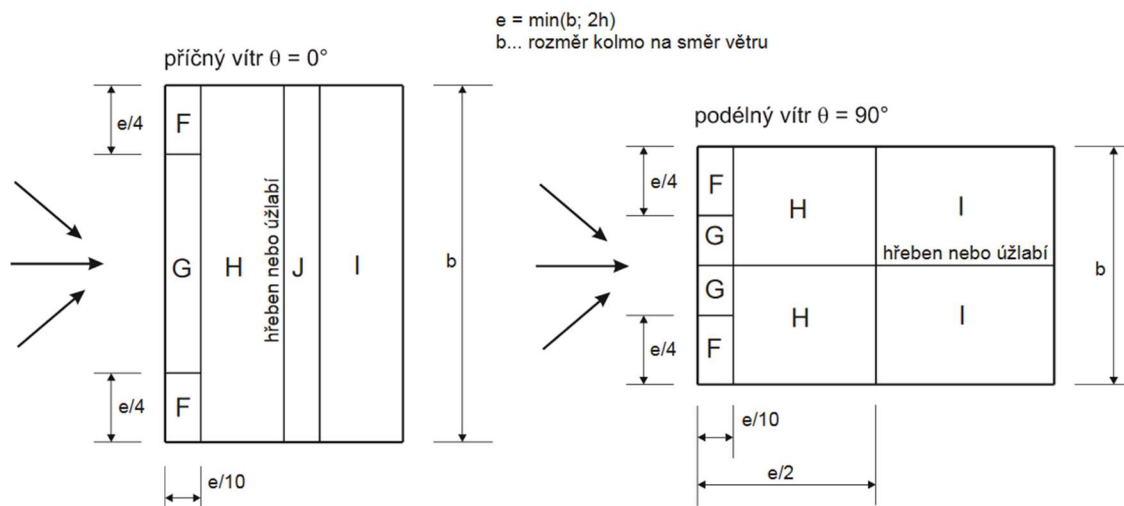 e = min(b; 2h)
b... rozměr kolmo na směr větru
příčný vítr θ = 0°
e/4
F
G
H
hřeben nebo úžlabí
J
I
b
e/4
F
e/10
podélný vítr θ = 90°
e/4
F
H
I
G
hřeben nebo úžlabí
b
G
H
I
e/4
F
e/10
e/2